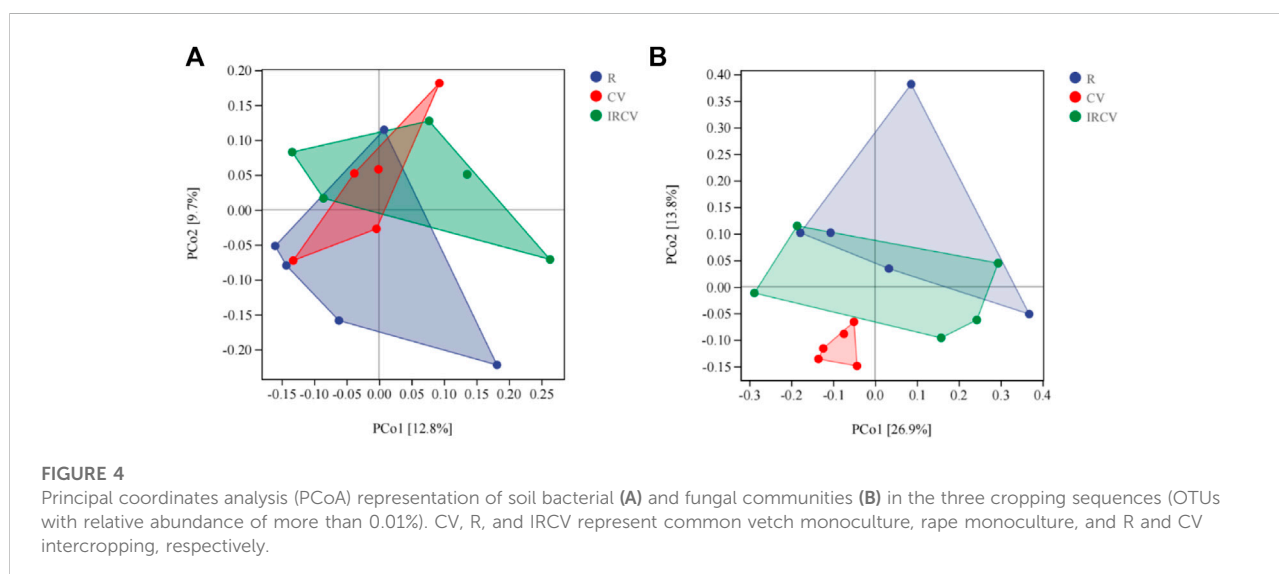 A
B
0.20
0.15
0.10
0.05
0.00
-0.05
-0.10
-0.15
-0.20
PCo2 [9.7%]
-0.15 -0.10 -0.05 0.00 0.05 0.10 0.15 0.20 0.25
PCo1 [12.8%]
R
CV
IRCV
0.40
0.35
0.30
0.25
0.20
0.15
0.10
0.05
0.00
-0.05
-0.10
-0.15
PCo2 [13.8%]
-0.3 -0.2 -0.1 0.0 0.1 0.2 0.3 0.4
PCo1 [26.9%]
R
CV
IRCV
FIGURE 4
Principal coordinates analysis (PCoA) representation of soil bacterial (A) and fungal communities (B) in the three cropping sequences (OTUs
with relative abundance of more than 0.01%). CV, R, and IRCV represent common vetch monoculture, rape monoculture, and R and CV
intercropping, respectively.